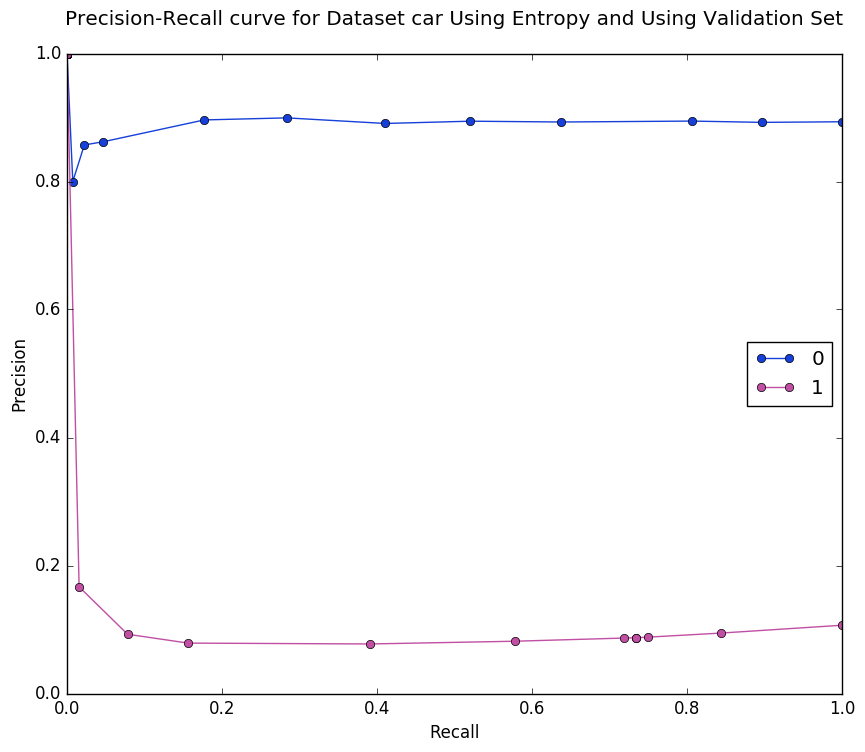 Precision-Recall curve for Dataset car Using Entropy and Using Validation Set
1.0
0.8
0.6
0.4
0.2
0.0
Precision
0
1
0.0 0.2 0.4 0.6 0.8 1.0
Recall